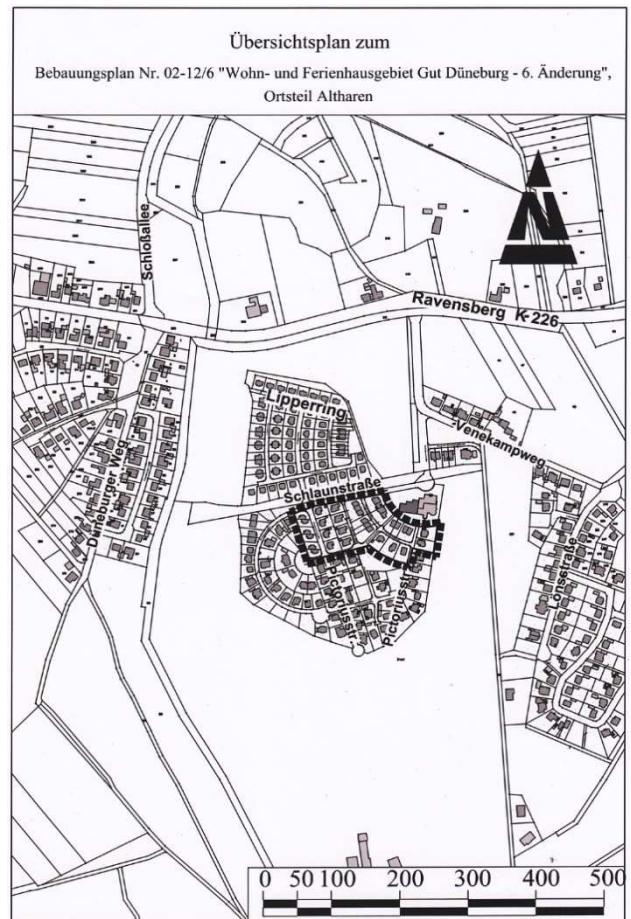 Übersichtsplan zum
Bebauungsplan Nr. 02-12/6 "Wohn- und Ferienhausgebiet Gut Düneburg - 6. Änderung",
Ortsteil Altharen
Schloßallee
N
Ravensberg K-226
Lipperring
Venekampweg
Schlaunstraße
Düneburger Weg
Pictoriusstr.
Pictoriusstr.
0 50 100 200 300 400 500